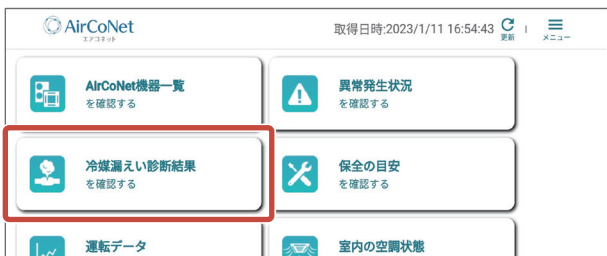 AirCoNet
エアコネット
取得日時:2023/1/11 16:54:43
更新
メニュー
AirCoNet機器一覧
を確認する
異常発生状況
を確認する
冷媒漏えい診断結果
を確認する
保全の目安
を確認する
運転データ
室内の空調状態